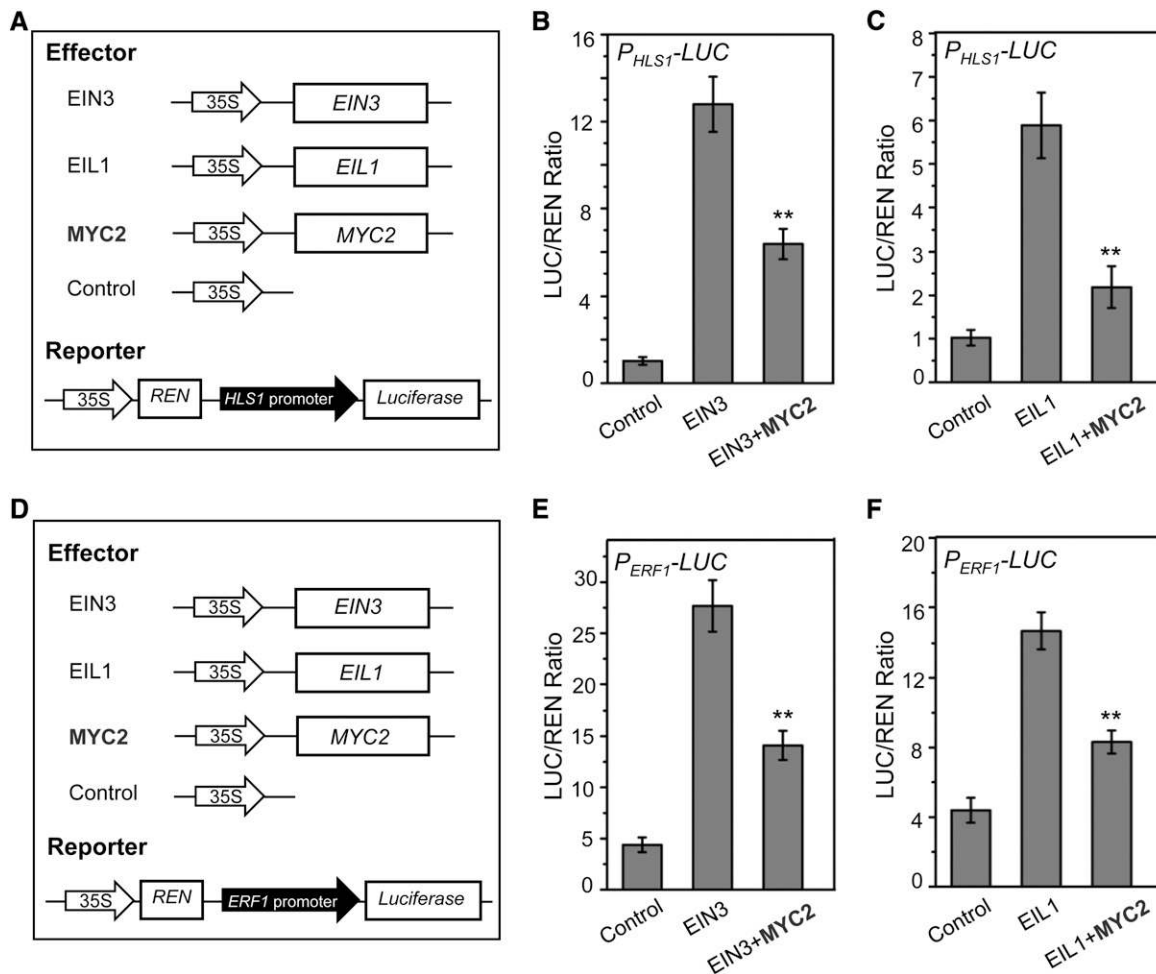 A
Effector
EIN3
35S
EIN3
EIL1
35S
EIL1
MYC2
35S
MYC2
Control
35S
Reporter
35S
REN
HLS1 promoter
Luciferase
B
PHLS1-LUC
LUC/REN Ratio
16
12
8
4
0
Control
EIN3
EIN3+MYC2
**
C
PHLS1-LUC
LUC/REN Ratio
8
7
6
5
4
3
2
1
0
Control
EIL1
EIL1+MYC2
**
D
Effector
EIN3
35S
EIN3
EIL1
35S
EIL1
MYC2
35S
MYC2
Control
35S
Reporter
35S
REN
ERF1 promoter
Luciferase
E
PERF1-LUC
LUC/REN Ratio
30
25
20
15
10
5
0
Control
EIN3
EIN3+MYC2
**
F
PERF1-LUC
LUC/REN Ratio
20
16
12
8
4
0
Control
EIL1
EIL1+MYC2
**